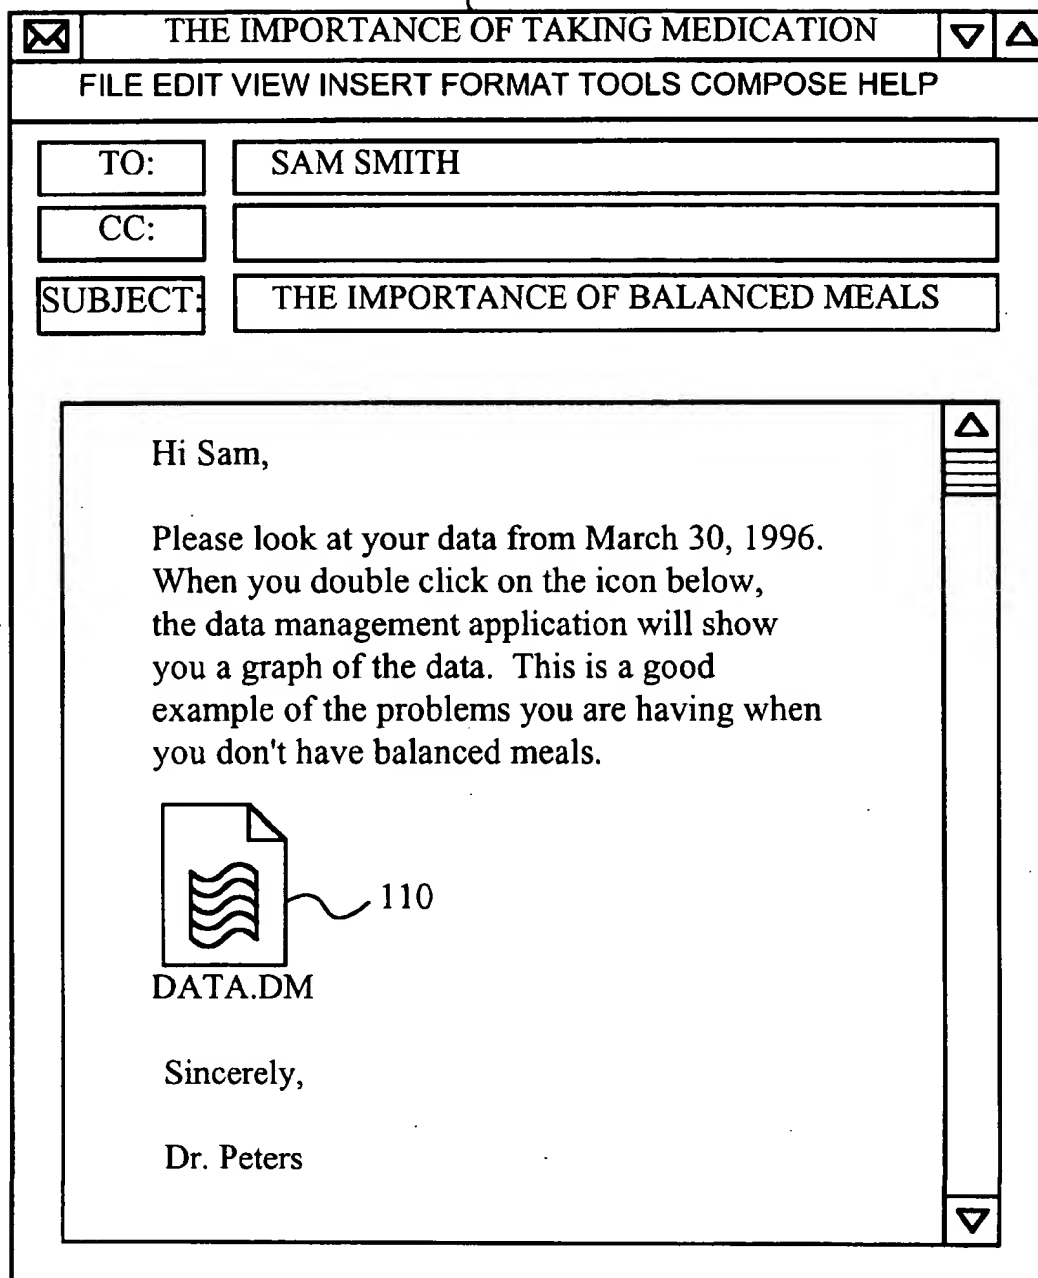 THE IMPORTANCE OF TAKING MEDICATION
FILE EDIT VIEW INSERT FORMAT TOOLS COMPOSE HELP
TO: SAM SMITH
CC:
SUBJECT: THE IMPORTANCE OF BALANCED MEALS
Hi Sam,
Please look at your data from March 30, 1996.
When you double click on the icon below,
the data management application will show
you a graph of the data. This is a good
example of the problems you are having when
you don't have balanced meals.
110
DATA.DM
Sincerely,
Dr. Peters